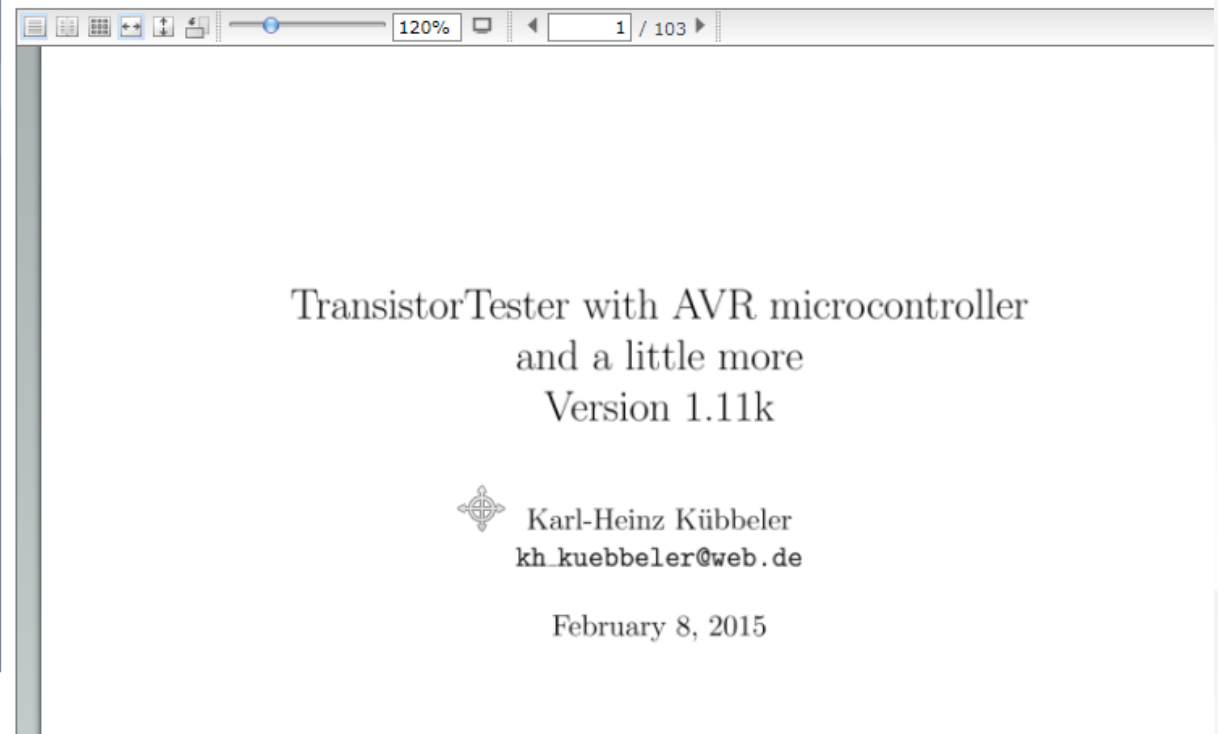 120%
1 / 103
TransistorTester with AVR microcontroller
and a little more
Version 1.11k
Karl-Heinz Kübbeler
kh_kuebbeler@web.de
February 8, 2015